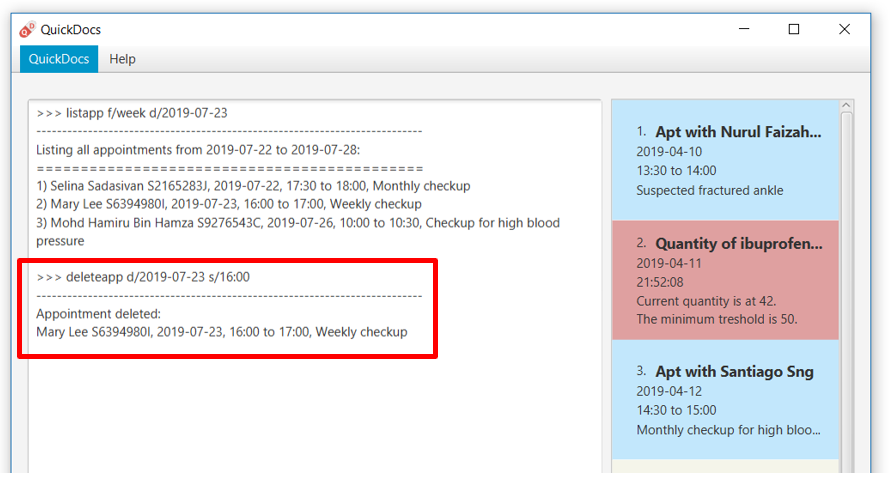 QuickDocs
QuickDocs Help
>>> listapp f/week d/2019-07-23
------------------------------------------------------------------------
Listing all appointments from 2019-07-22 to 2019-07-28:
============================================
1) Selina Sadasivan S2165283J, 2019-07-22, 17:30 to 18:00, Monthly checkup
2) Mary Lee S6394980I, 2019-07-23, 16:00 to 17:00, Weekly checkup
3) Mohd Hamiru Bin Hamza S9276543C, 2019-07-26, 10:00 to 10:30, Checkup for high blood
pressure
>>> deleteapp d/2019-07-23 s/16:00
------------------------------------------------------------------------
Appointment deleted:
Mary Lee S6394980I, 2019-07-23, 16:00 to 17:00, Weekly checkup
1. Apt with Nurul Faizah...
2019-04-10
13:30 to 14:00
Suspected fractured ankle
2. Quantity of ibuprofen...
2019-04-11
21:52:08
Current quantity is at 42.
The minimum treshold is 50.
3. Apt with Santiago Sng
2019-04-12
14:30 to 15:00
Monthly checkup for high bloo...